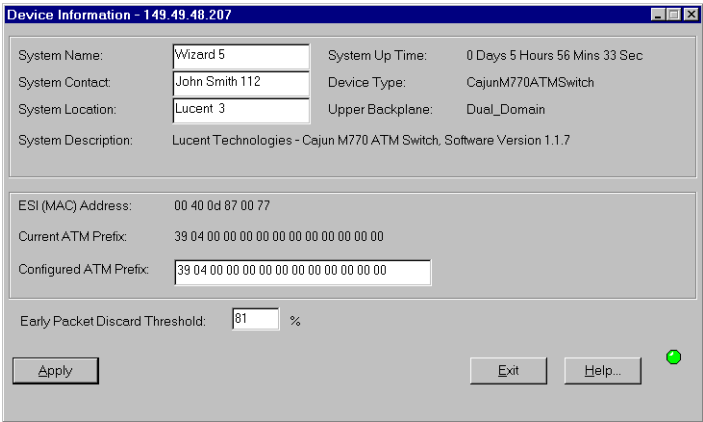 Device Information - 149.49.48.207
System Name: Wizard 5 System Up Time: 0 Days 5 Hours 56 Mins 33 Sec
System Contact: John Smith 112 Device Type: CajunM770ATMSwitch
System Location: Lucent 3 Upper Backplane: Dual_Domain
System Description: Lucent Technologies - Cajun M770 ATM Switch, Software Version 1.1.7
ESI (MAC) Address: 00 40 0d 87 00 77
Current ATM Prefix: 39 04 00 00 00 00 00 00 00 00 00 00 00
Configured ATM Prefix: 39 04 00 00 00 00 00 00 00 00 00 00 00
Early Packet Discard Threshold: 81 %
Apply Exit Help...